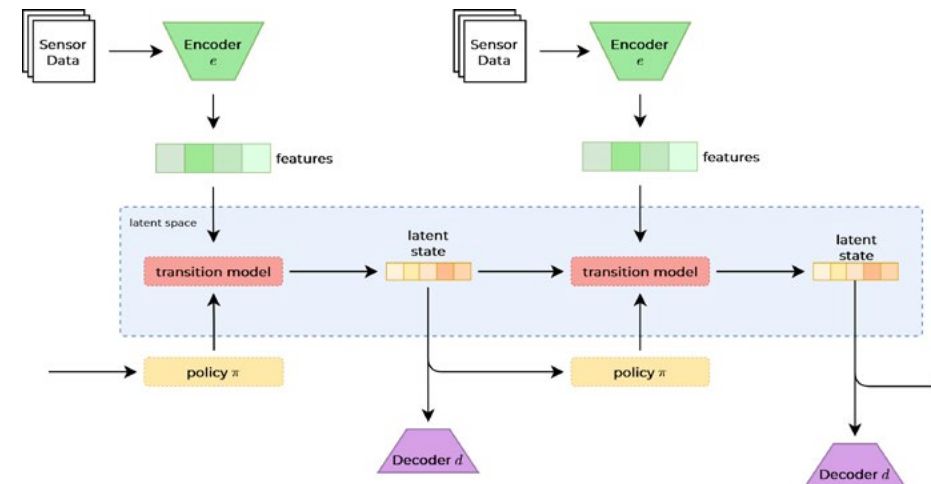 Sensor
Data
Encoder
e
Sensor
Data
Encoder
e
features
features
latent space
latent
state
latent
state
transition model
transition model
policy π
policy π
Decoder d
Decoder d